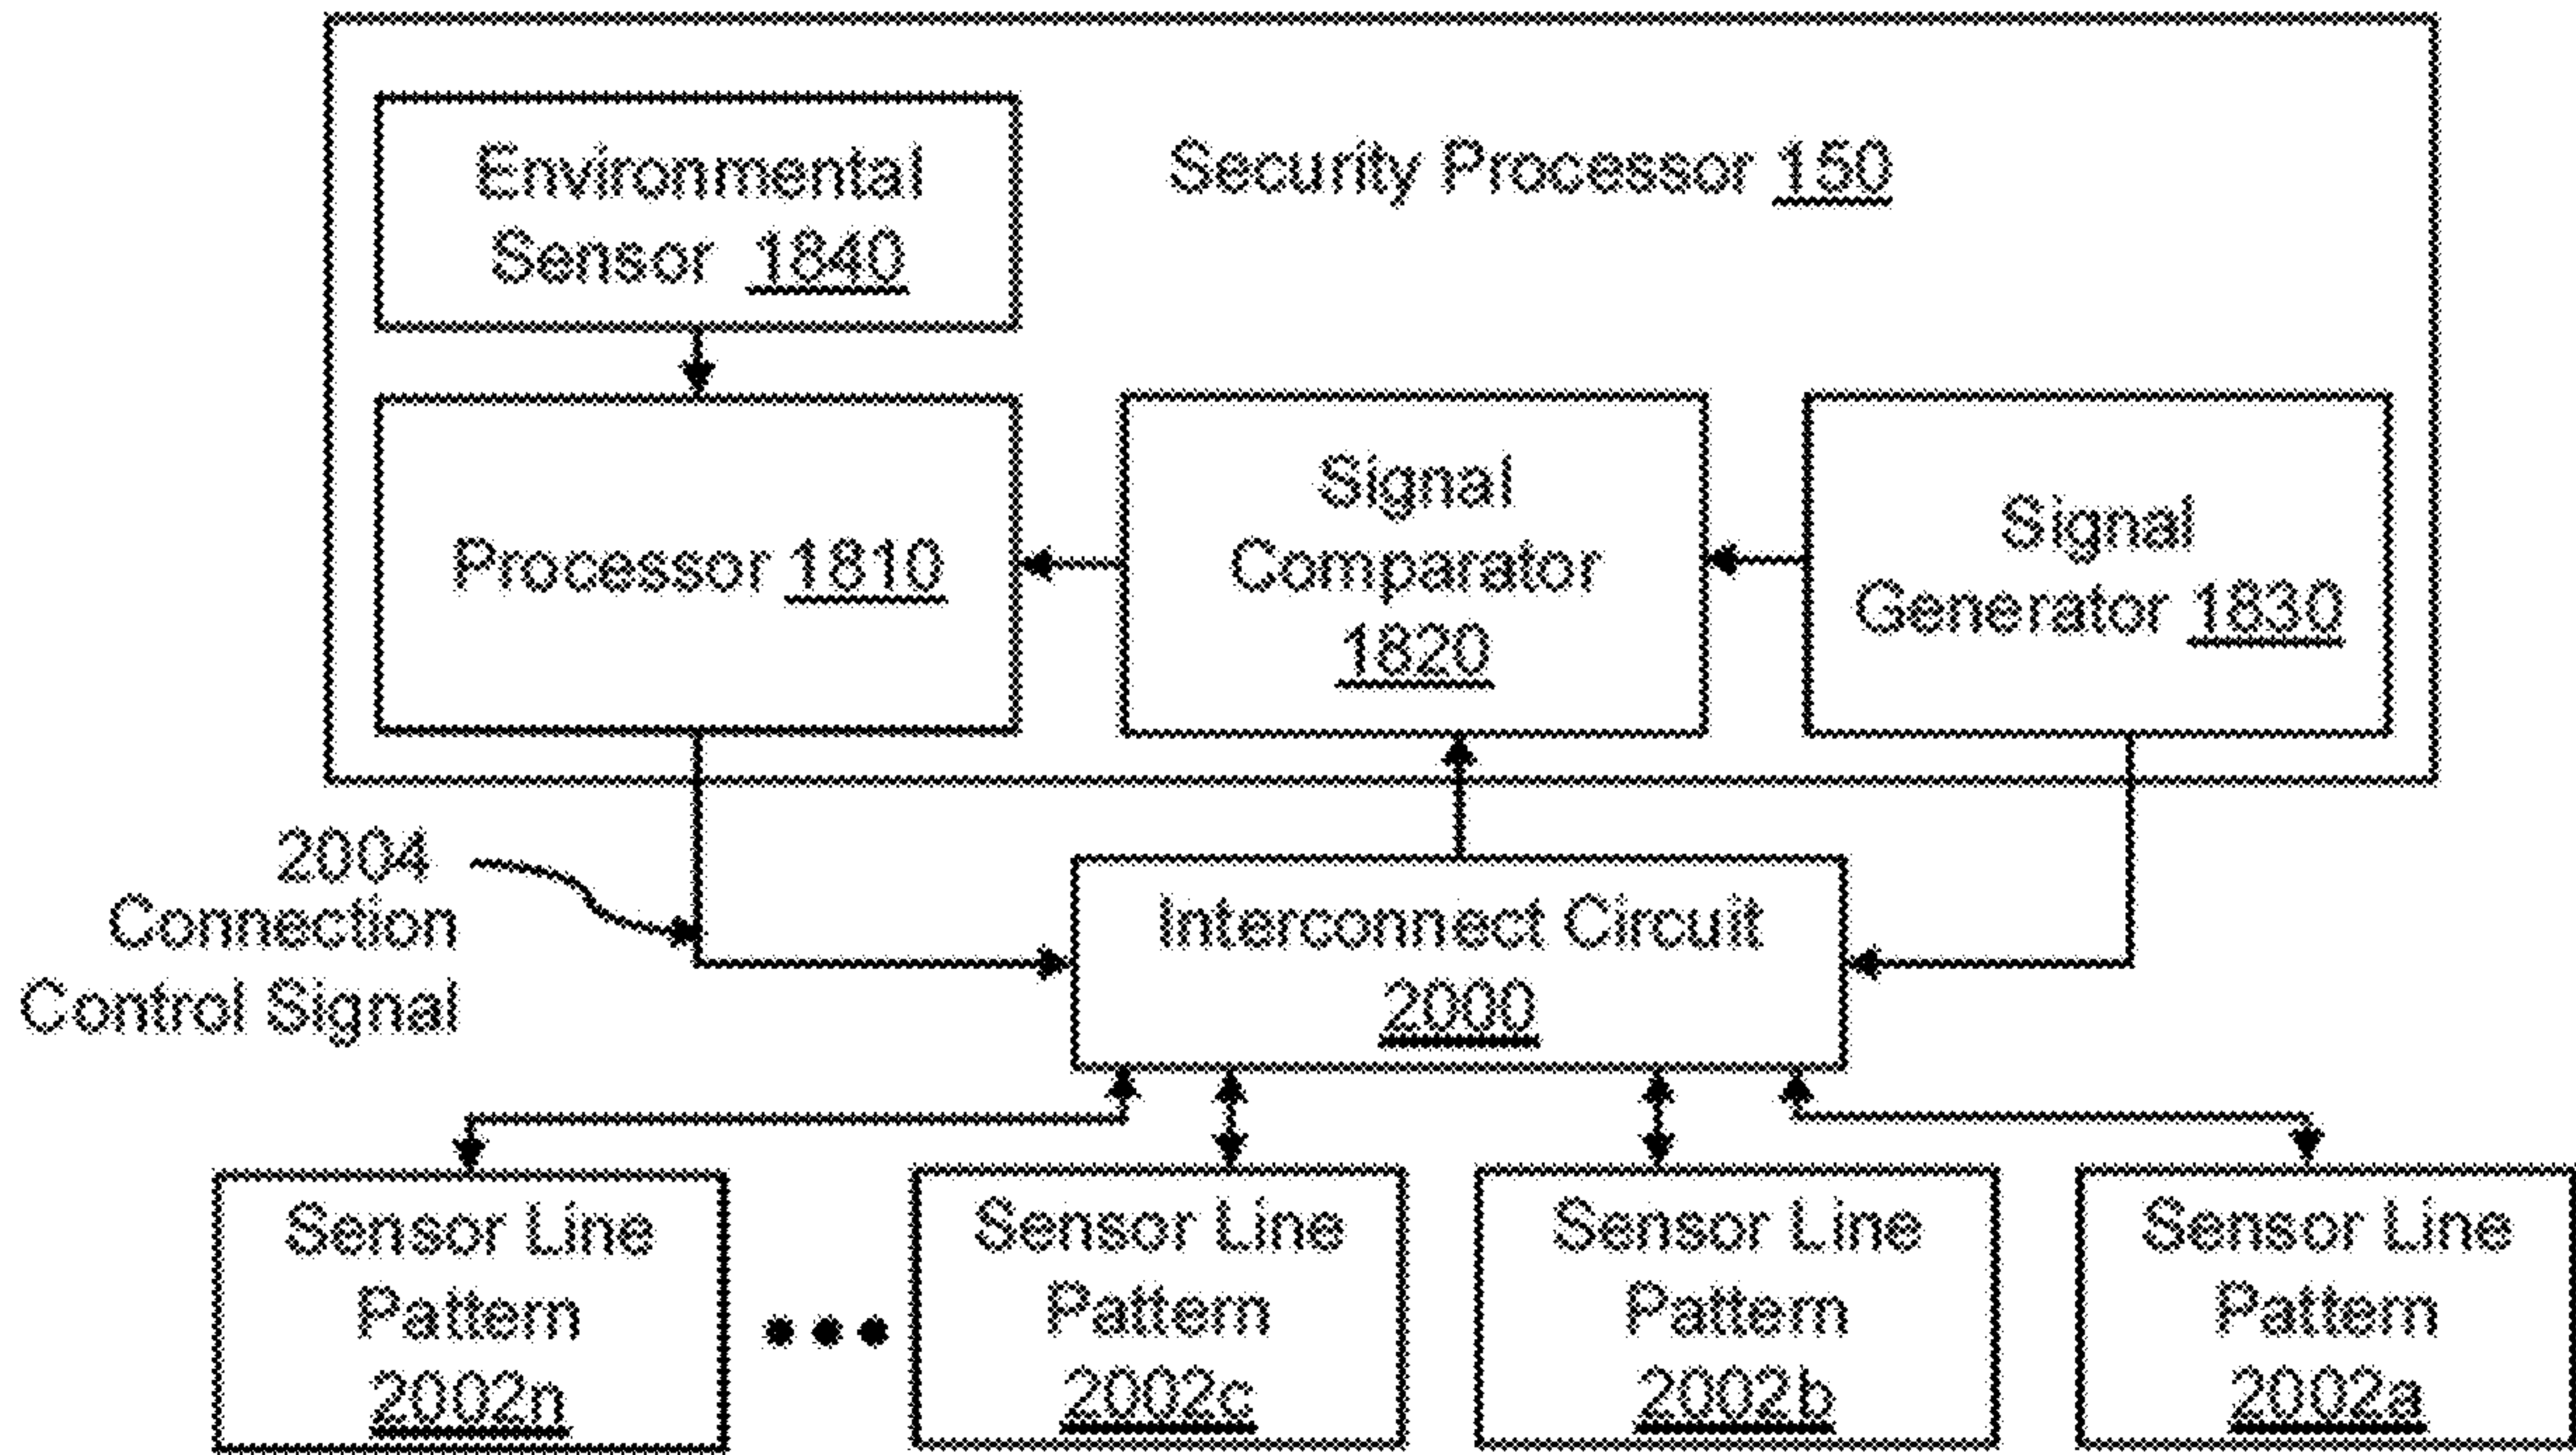 Environmental
Sensor 1840
Security Processor 150
Processor 1810
Signal
Comparator
1820
Signal
Generator 1830
2004
Connection
Control Signal
Interconnect Circuit
2000
Sensor Line
Pattern
2002n
Sensor Line
Pattern
2002c
Sensor Line
Pattern
2002b
Sensor Line
Pattern
2002a